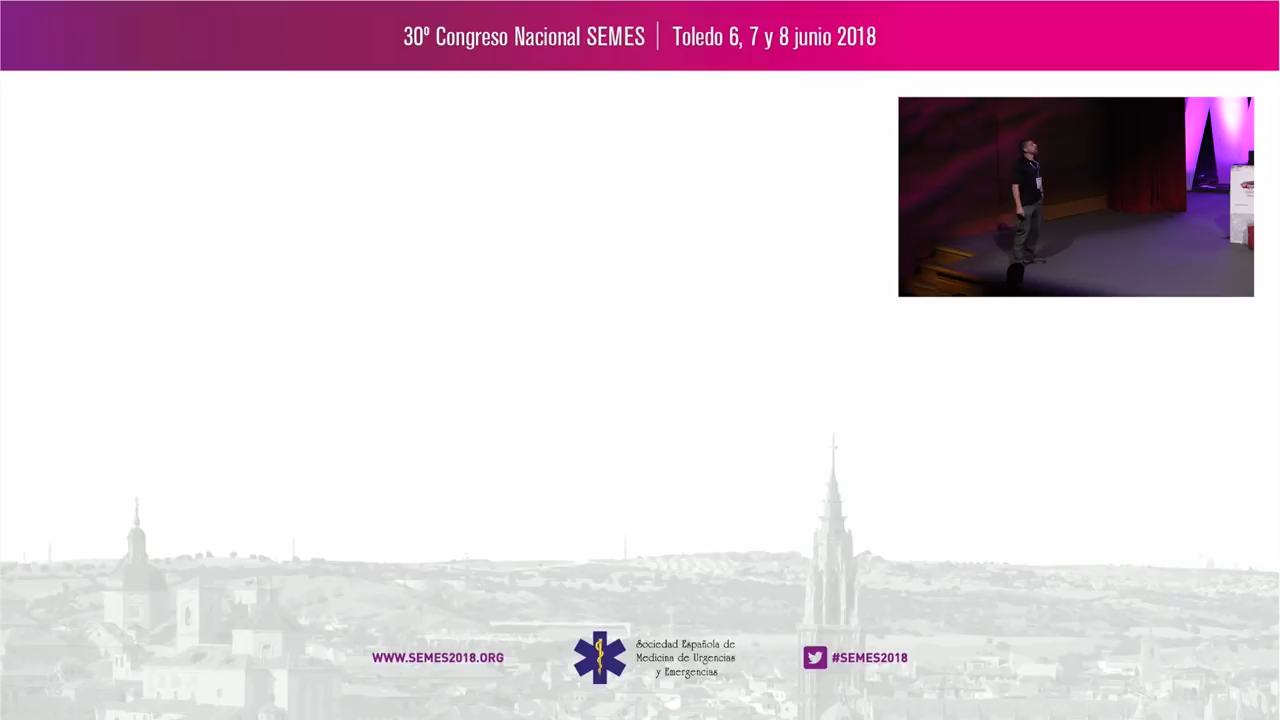 30º Congreso Nacional SEMES | Toledo 6, 7 y 8 junio 2018
WWW.SEMES2018.ORG
Sociedad Española de
Medicina de Urgencias
y Emergencias
#SEMES2018